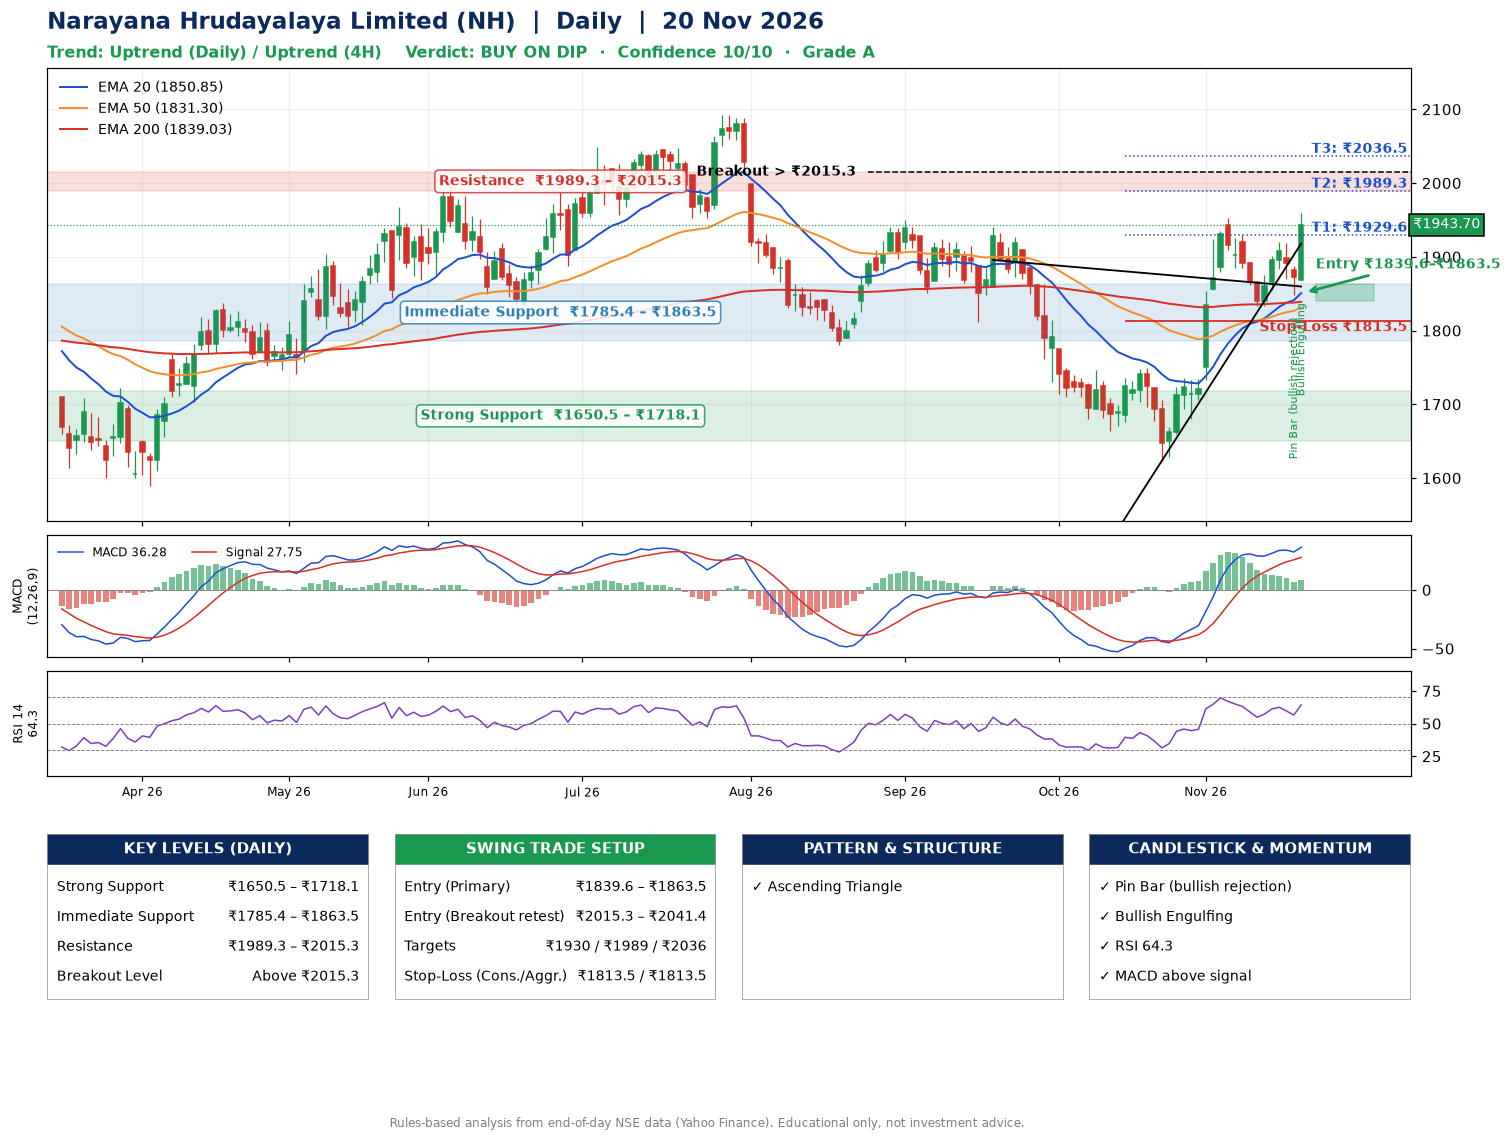 Narayana Hrudayalaya Limited (NH) | Daily | 20 Nov 2026
Trend: Uptrend (Daily) / Uptrend (4H) Verdict: BUY ON DIP · Confidence 10/10 · Grade A
EMA 20 (1850.85)
EMA 50 (1831.30)
EMA 200 (1839.03)
2100
2000
1900
1800
1700
1600
T3: ₹2036.5
Breakout > ₹2015.3
Resistance ₹1989.3 – ₹2015.3
T2: ₹1989.3
T1: ₹1929.6
₹1943.70
Entry ₹1839.6–₹1863.5
Immediate Support ₹1785.4 – ₹1863.5
Stop-Loss ₹1813.5
Strong Support ₹1650.5 – ₹1718.1
Pin Bar (bullish rejection)
Bullish Engulfing
MACD 36.28
Signal 27.75
MACD
(12,26,9)
0
−50
RSI 14
64.3
75
50
25
Apr 26
May 26
Jun 26
Jul 26
Aug 26
Sep 26
Oct 26
Nov 26
KEY LEVELS (DAILY)
Strong Support ₹1650.5 – ₹1718.1
Immediate Support ₹1785.4 – ₹1863.5
Resistance ₹1989.3 – ₹2015.3
Breakout Level Above ₹2015.3
SWING TRADE SETUP
Entry (Primary) ₹1839.6 – ₹1863.5
Entry (Breakout retest) ₹2015.3 – ₹2041.4
Targets ₹1930 / ₹1989 / ₹2036
Stop-Loss (Cons./Aggr.) ₹1813.5 / ₹1813.5
PATTERN & STRUCTURE
✓ Ascending Triangle
CANDLESTICK & MOMENTUM
✓ Pin Bar (bullish rejection)
✓ Bullish Engulfing
✓ RSI 64.3
✓ MACD above signal
Rules-based analysis from end-of-day NSE data (Yahoo Finance). Educational only, not investment advice.